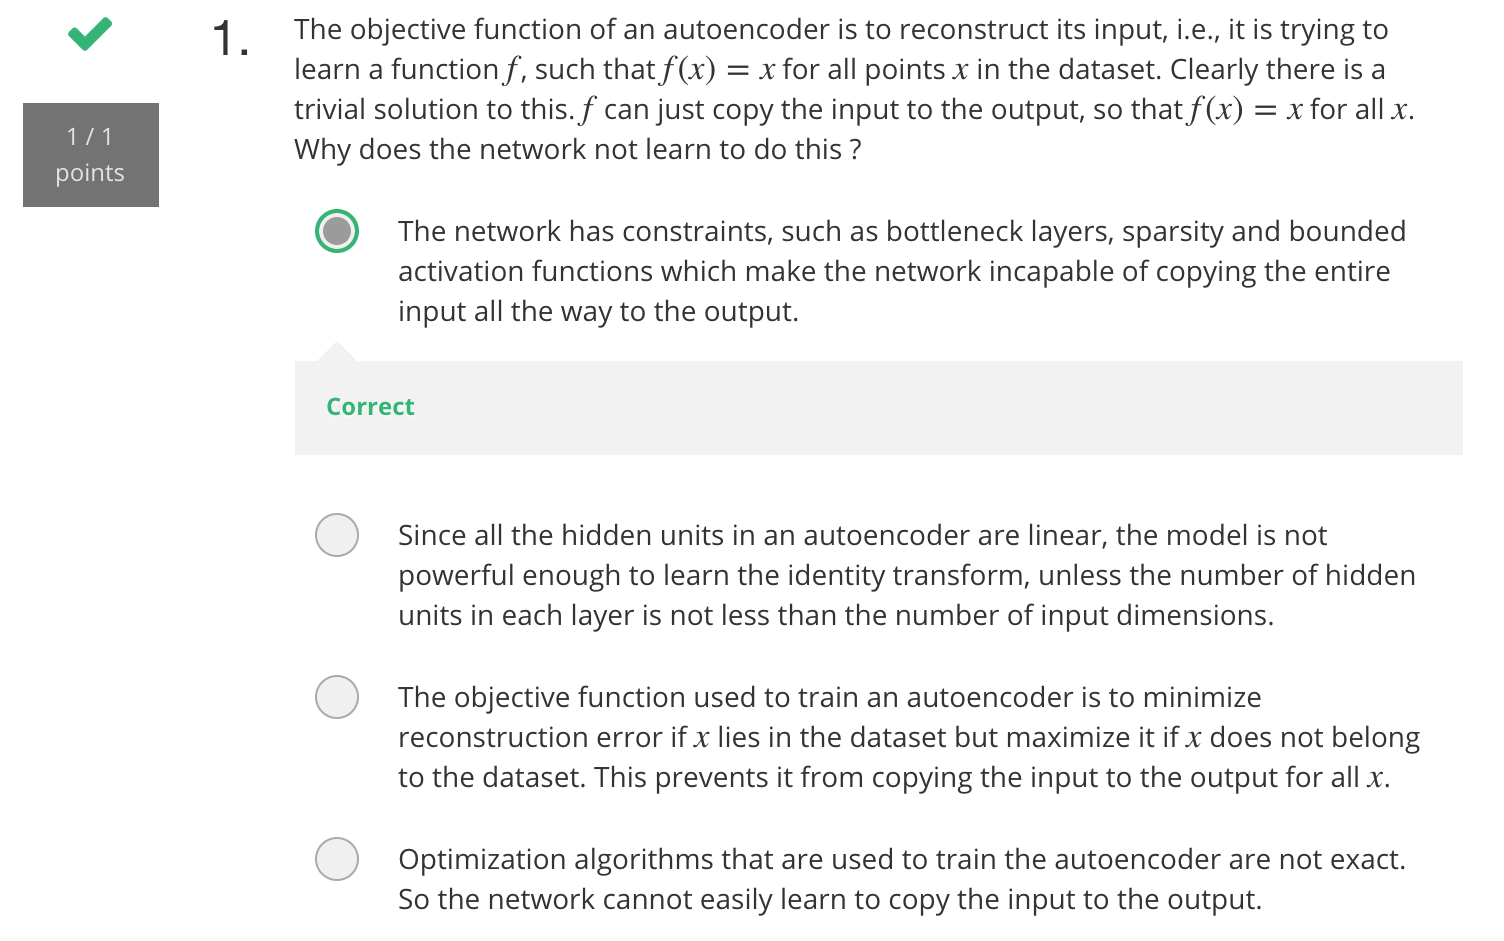 1.
The objective function of an autoencoder is to reconstruct its input, i.e., it is trying to
learn a function f, such that f(x) = x for all points x in the dataset. Clearly there is a
trivial solution to this. f can just copy the input to the output, so that f(x) = x for all x.
Why does the network not learn to do this ?
1 / 1
points
The network has constraints, such as bottleneck layers, sparsity and bounded
activation functions which make the network incapable of copying the entire
input all the way to the output.
Correct
Since all the hidden units in an autoencoder are linear, the model is not
powerful enough to learn the identity transform, unless the number of hidden
units in each layer is not less than the number of input dimensions.
The objective function used to train an autoencoder is to minimize
reconstruction error if x lies in the dataset but maximize it if x does not belong
to the dataset. This prevents it from copying the input to the output for all x.
Optimization algorithms that are used to train the autoencoder are not exact.
So the network cannot easily learn to copy the input to the output.